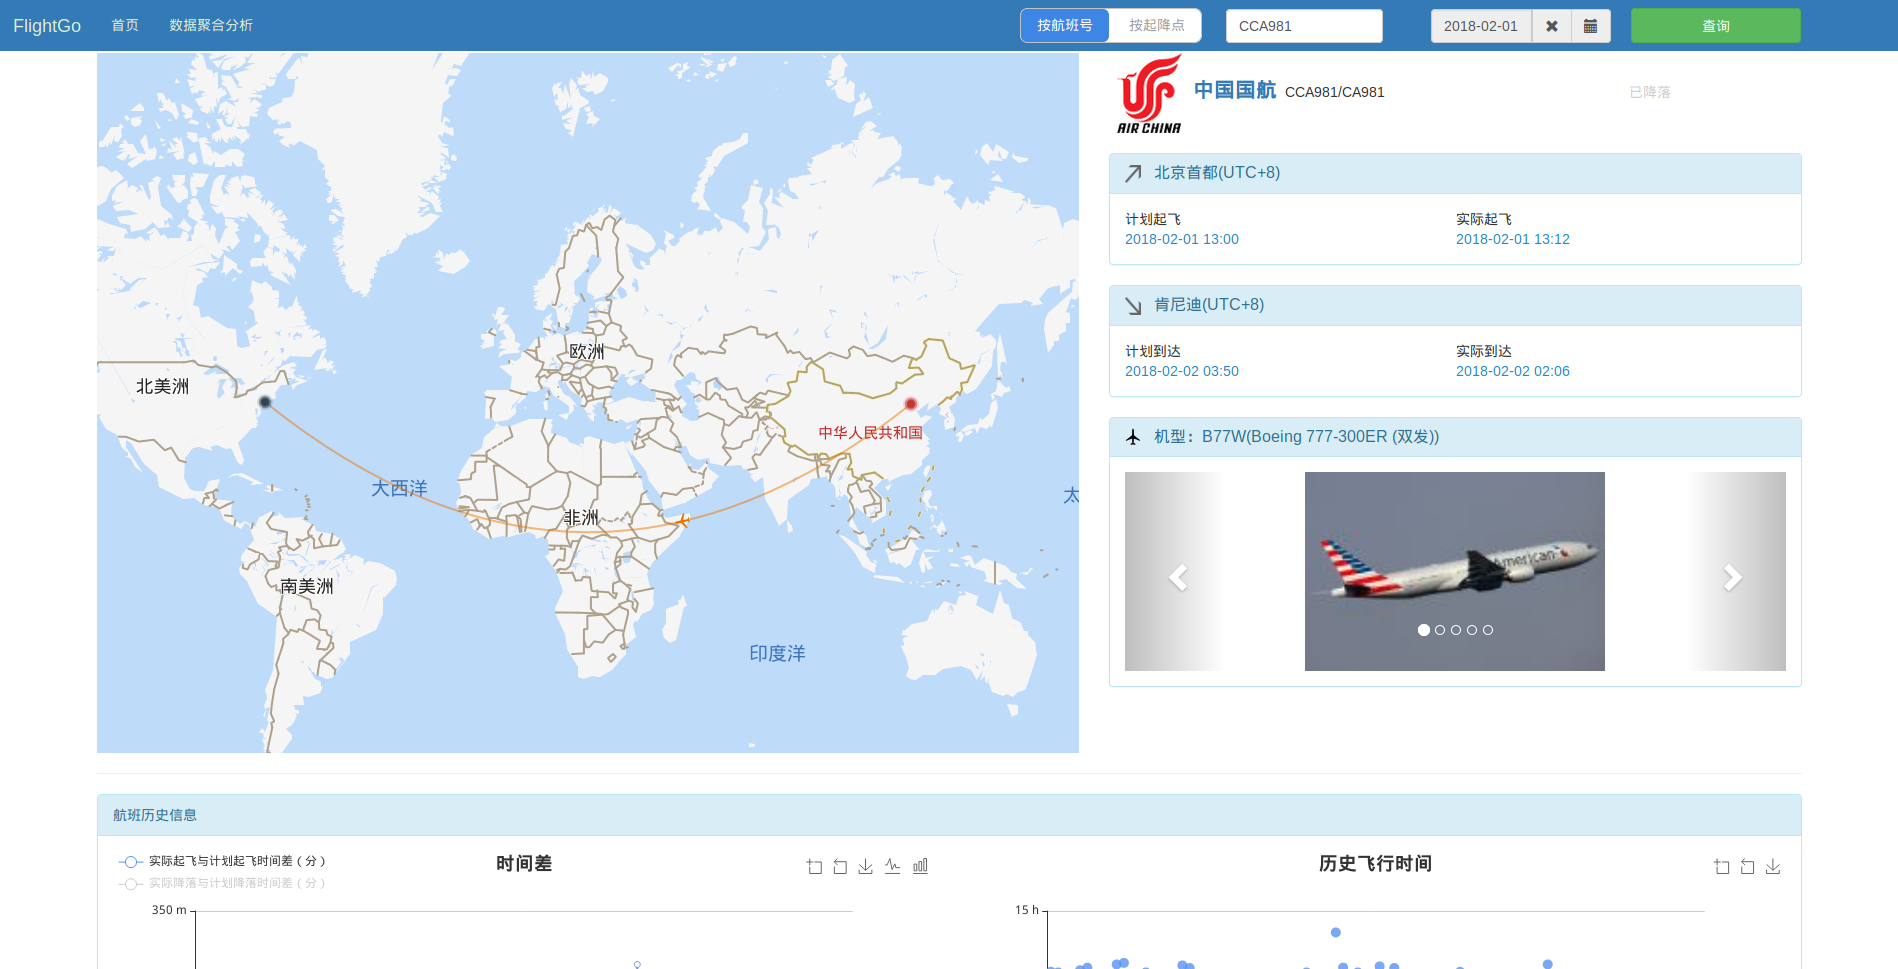 FlightGo 首页 数据聚合分析 按航班号 按起降点 CCA981 2018-02-01 查询
AIR CHINA
中国国航 CCA981/CA981 已降落
北京首都(UTC+8)
计划起飞 实际起飞
2018-02-01 13:00 2018-02-01 13:12
肯尼迪(UTC+8)
计划到达 实际到达
2018-02-02 03:50 2018-02-02 02:06
机型：B77W(Boeing 777-300ER (双发))
American
欧洲
北美洲
中华人民共和国
大西洋
太
非洲
南美洲
印度洋
航班历史信息
实际起飞与计划起飞时间差（分）
实际降落与计划降落时间差（分）
时间差
350 m
历史飞行时间
15 h